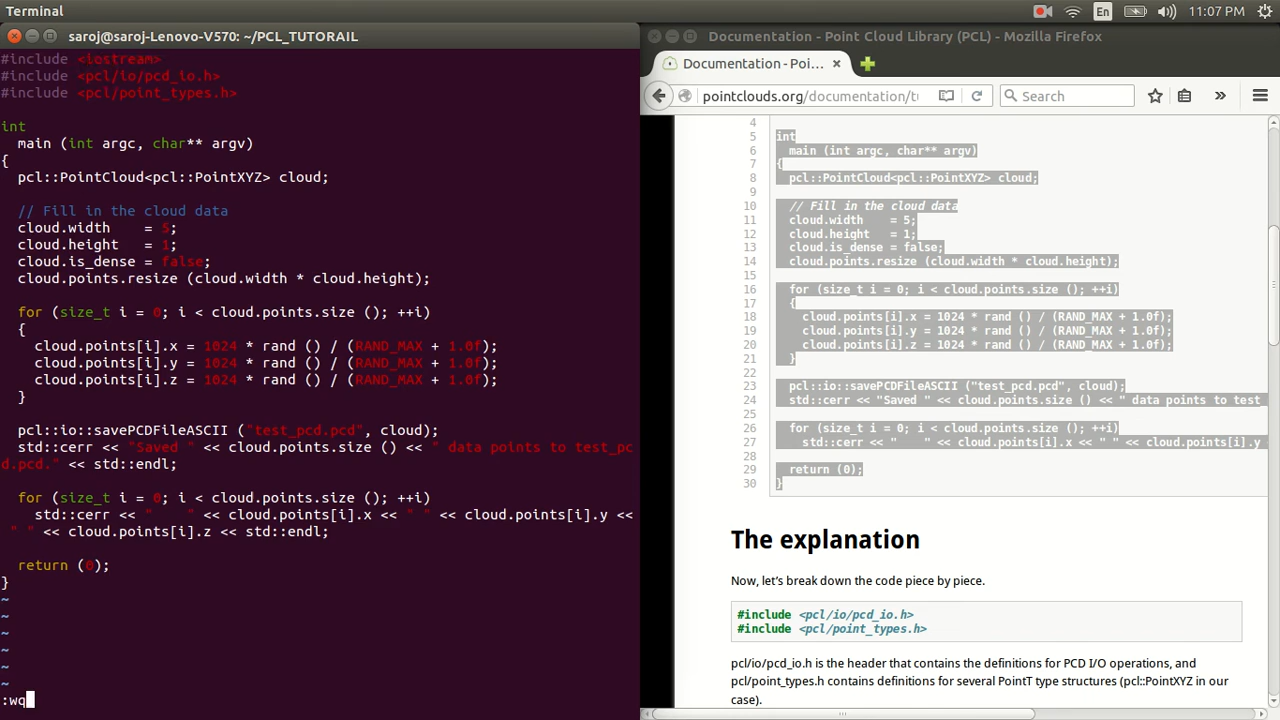 Terminal
En
11:07 PM
saroj@saroj-Lenovo-V570: ~/PCL_TUTORAIL
#include <iostream>
#include <pcl/io/pcd_io.h>
#include <pcl/point_types.h>
int
main (int argc, char** argv)
{
pcl::PointCloud<pcl::PointXYZ> cloud;
// Fill in the cloud data
cloud.width    = 5;
cloud.height   = 1;
cloud.is_dense = false;
cloud.points.resize (cloud.width * cloud.height);
for (size_t i = 0; i < cloud.points.size (); ++i)
{
cloud.points[i].x = 1024 * rand () / (RAND_MAX + 1.0f);
cloud.points[i].y = 1024 * rand () / (RAND_MAX + 1.0f);
cloud.points[i].z = 1024 * rand () / (RAND_MAX + 1.0f);
}
pcl::io::savePCDFileASCII ("test_pcd.pcd", cloud);
std::cerr << "Saved " << cloud.points.size () << " data points to test_pc
d.pcd." << std::endl;
for (size_t i = 0; i < cloud.points.size (); ++i)
std::cerr << "    " << cloud.points[i].x << " " << cloud.points[i].y <<
" " << cloud.points[i].z << std::endl;
return (0);
}
~
~
~
~
~
~
:wq
Documentation - Point Cloud Library (PCL) - Mozilla Firefox
Documentation - Poi...
pointclouds.org/documentation/tu
Search
4
5 int
6 main (int argc, char** argv)
7 {
8 pcl::PointCloud<pcl::PointXYZ> cloud;
9
10 // Fill in the cloud data
11 cloud.width    = 5;
12 cloud.height   = 1;
13 cloud.is_dense = false;
14 cloud.points.resize (cloud.width * cloud.height);
15
16 for (size_t i = 0; i < cloud.points.size (); ++i)
17 {
18 cloud.points[i].x = 1024 * rand () / (RAND_MAX + 1.0f);
19 cloud.points[i].y = 1024 * rand () / (RAND_MAX + 1.0f);
20 cloud.points[i].z = 1024 * rand () / (RAND_MAX + 1.0f);
21 }
22
23 pcl::io::savePCDFileASCII ("test_pcd.pcd", cloud);
24 std::cerr << "Saved " << cloud.points.size () << " data points to test
25
26 for (size_t i = 0; i < cloud.points.size (); ++i)
27 std::cerr << "    " << cloud.points[i].x << " " << cloud.points[i].y
28
29 return (0);
30 }
The explanation
Now, let's break down the code piece by piece.
#include <pcl/io/pcd_io.h>
#include <pcl/point_types.h>
pcl/io/pcd_io.h is the header that contains the definitions for PCD I/O operations, and
pcl/point_types.h contains definitions for several PointT type structures (pcl::PointXYZ in our
case).